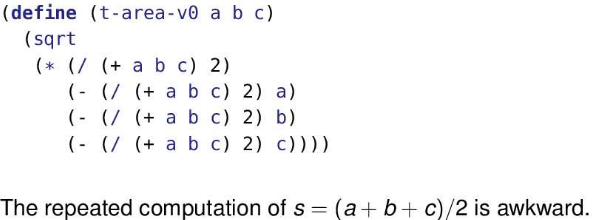 (define (t-area-v0 a b c)
  (sqrt
   (* (/ (+ a b c) 2)
      (- (/ (+ a b c) 2) a)
      (- (/ (+ a b c) 2) b)
      (- (/ (+ a b c) 2) c))))
The repeated computation of s = (a + b + c)/2 is awkward.